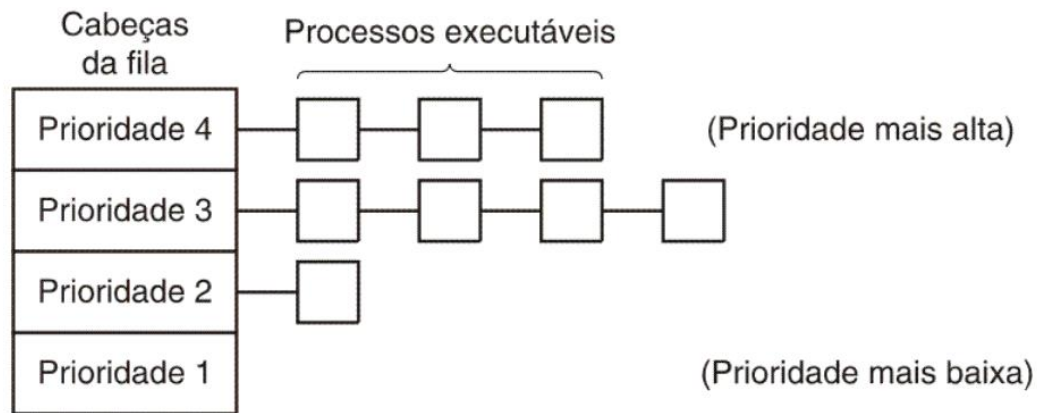 Cabeças
da fila
Processos executáveis
Prioridade 4
(Prioridade mais alta)
Prioridade 3
Prioridade 2
Prioridade 1
(Prioridade mais baixa)